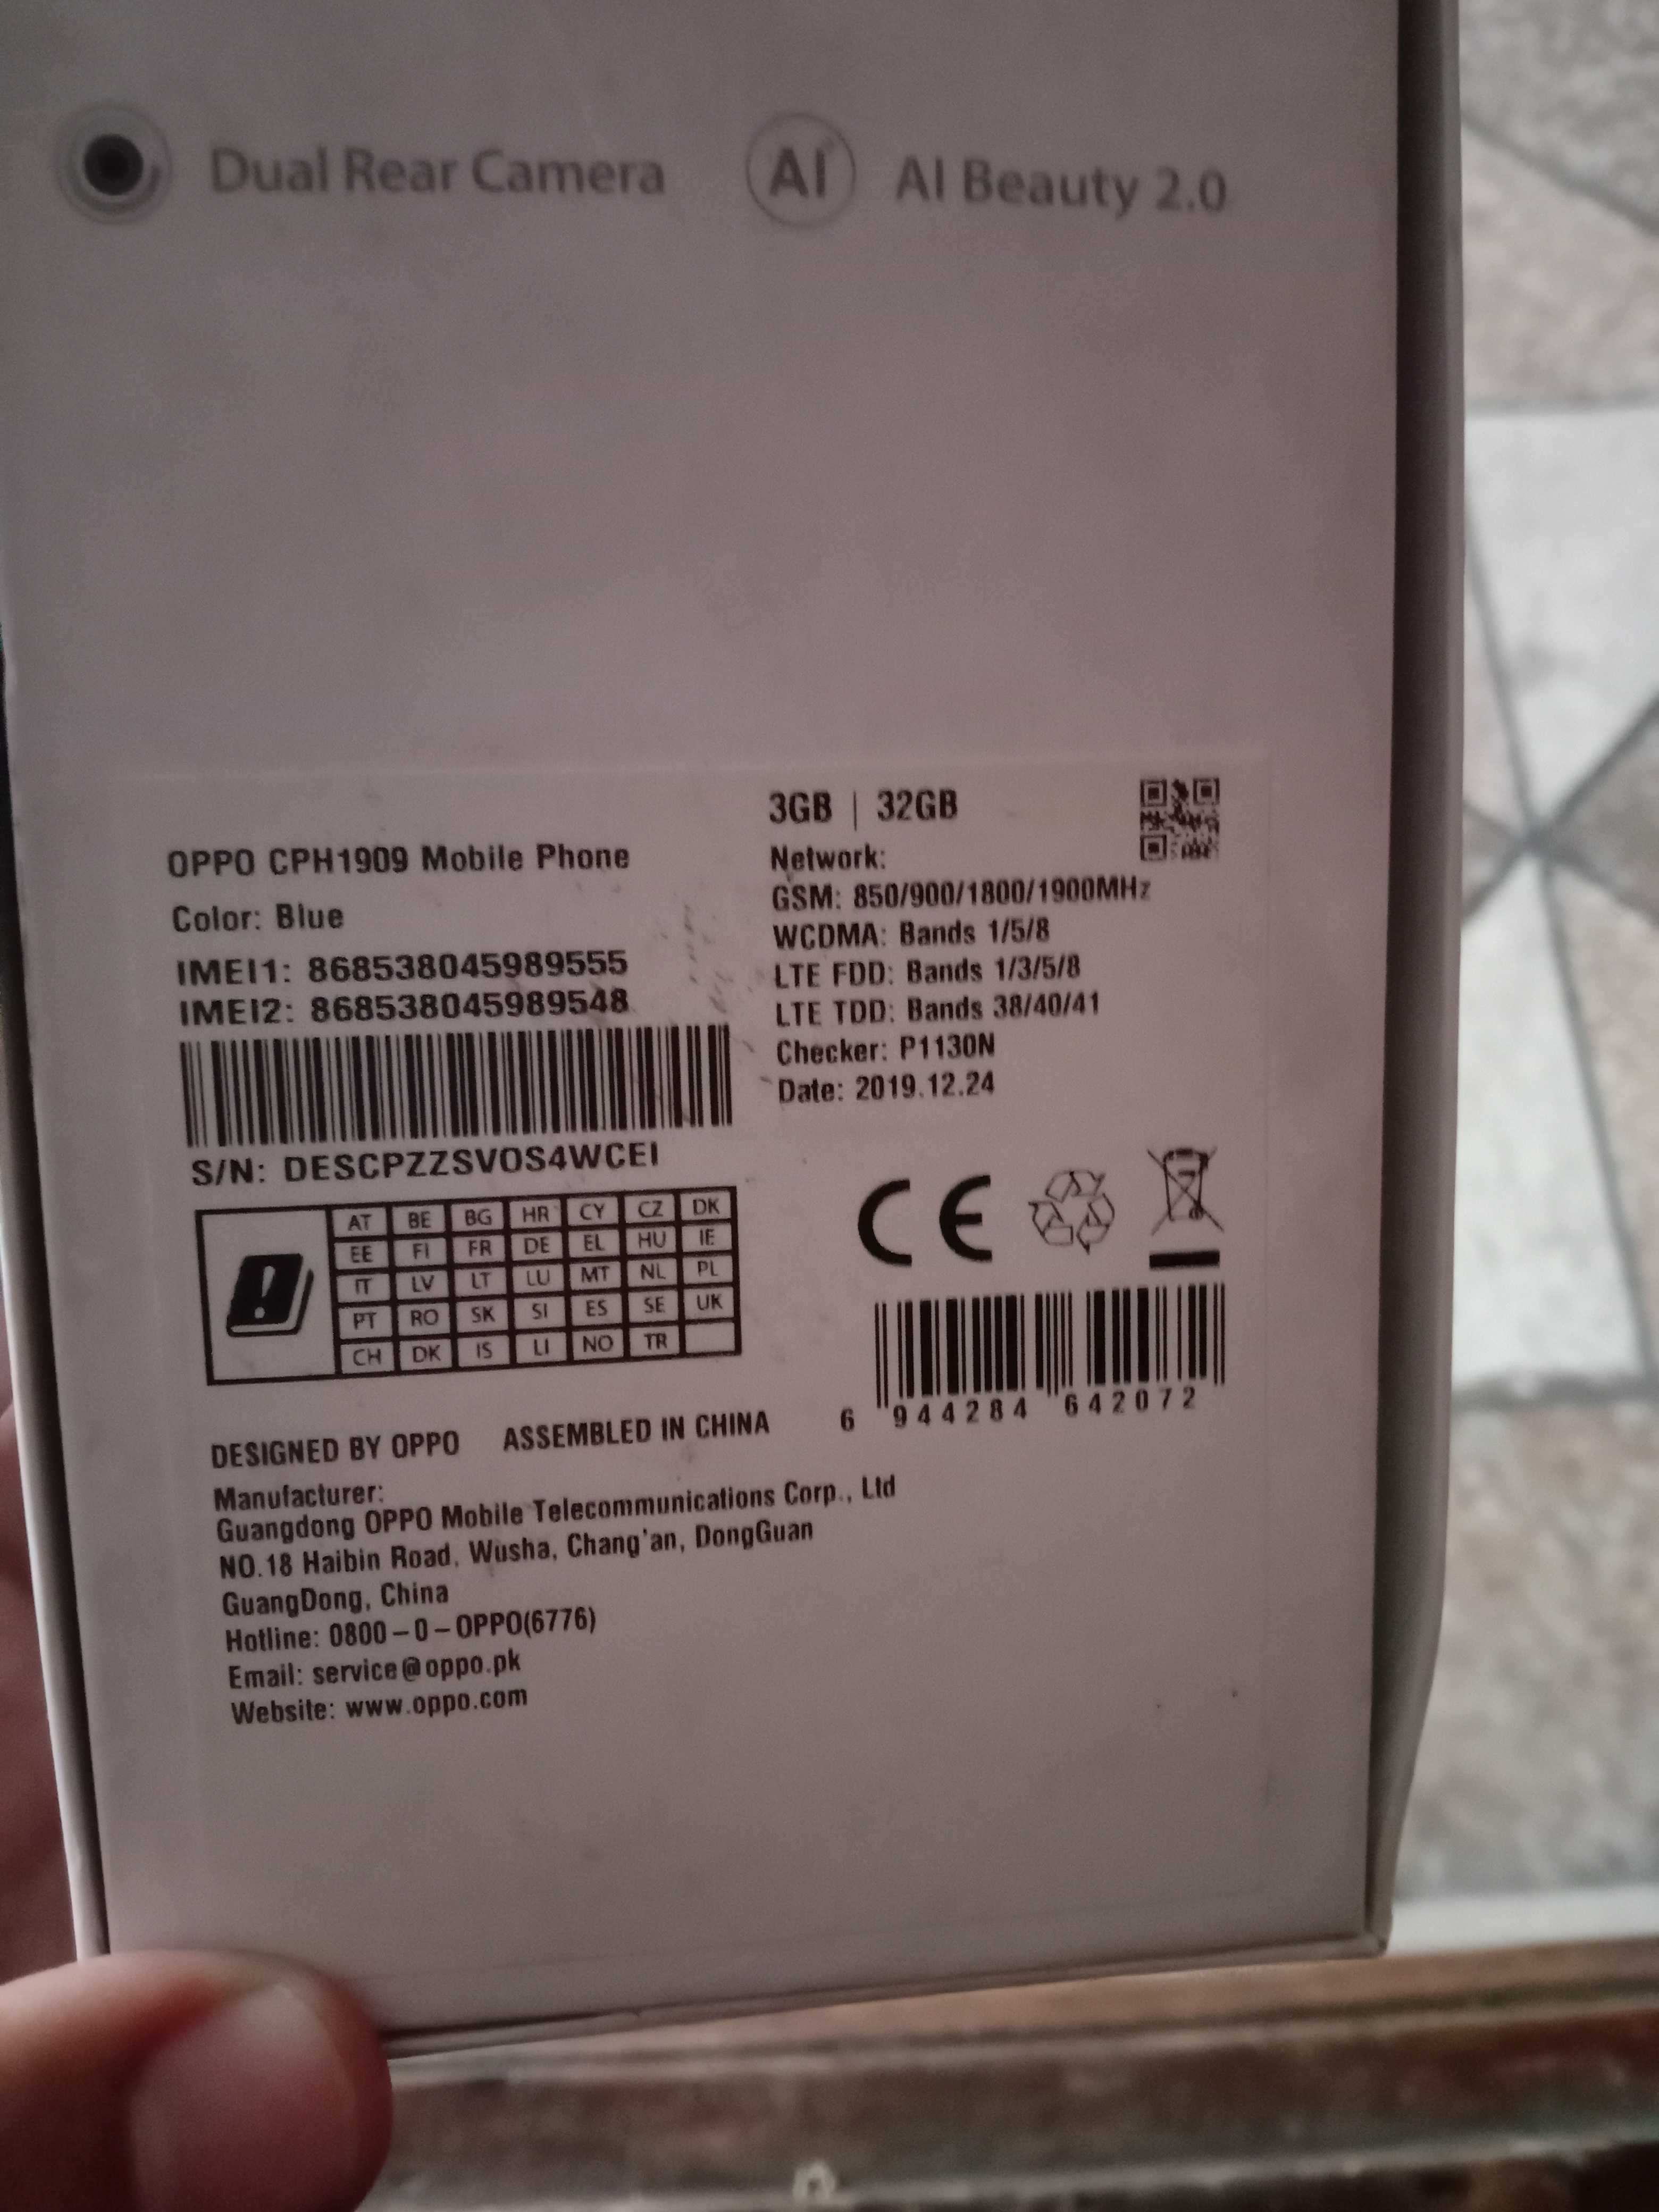 Dual Rear Camera
AI AI Beauty 2.0
OPPO CPH1909 Mobile Phone
Color: Blue
IMEI1: 868538045989555
IMEI2: 868538045989548
S/N: DESCPZZSVOS4WCEI
3GB | 32GB
Network:
GSM: 850/900/1800/1900MHz
WCDMA: Bands 1/5/8
LTE FDD: Bands 1/3/5/8
LTE TDD: Bands 38/40/41
Checker: P1130N
Date: 2019.12.24
CE
AT BE BG HR CY CZ DK
EE FI FR DE EL HU IE
IT LV LT LU MT NL PL
PT RO SK SI ES SE UK
CH DK IS LI NO TR
6 944284 642072
DESIGNED BY OPPO ASSEMBLED IN CHINA
Manufacturer:
Guangdong OPPO Mobile Telecommunications Corp., Ltd
NO.18 Haibin Road, Wusha, Chang'an, DongGuan
GuangDong, China
Hotline: 0800-0-OPPO(6776)
Email: service@oppo.pk
Website: www.oppo.com